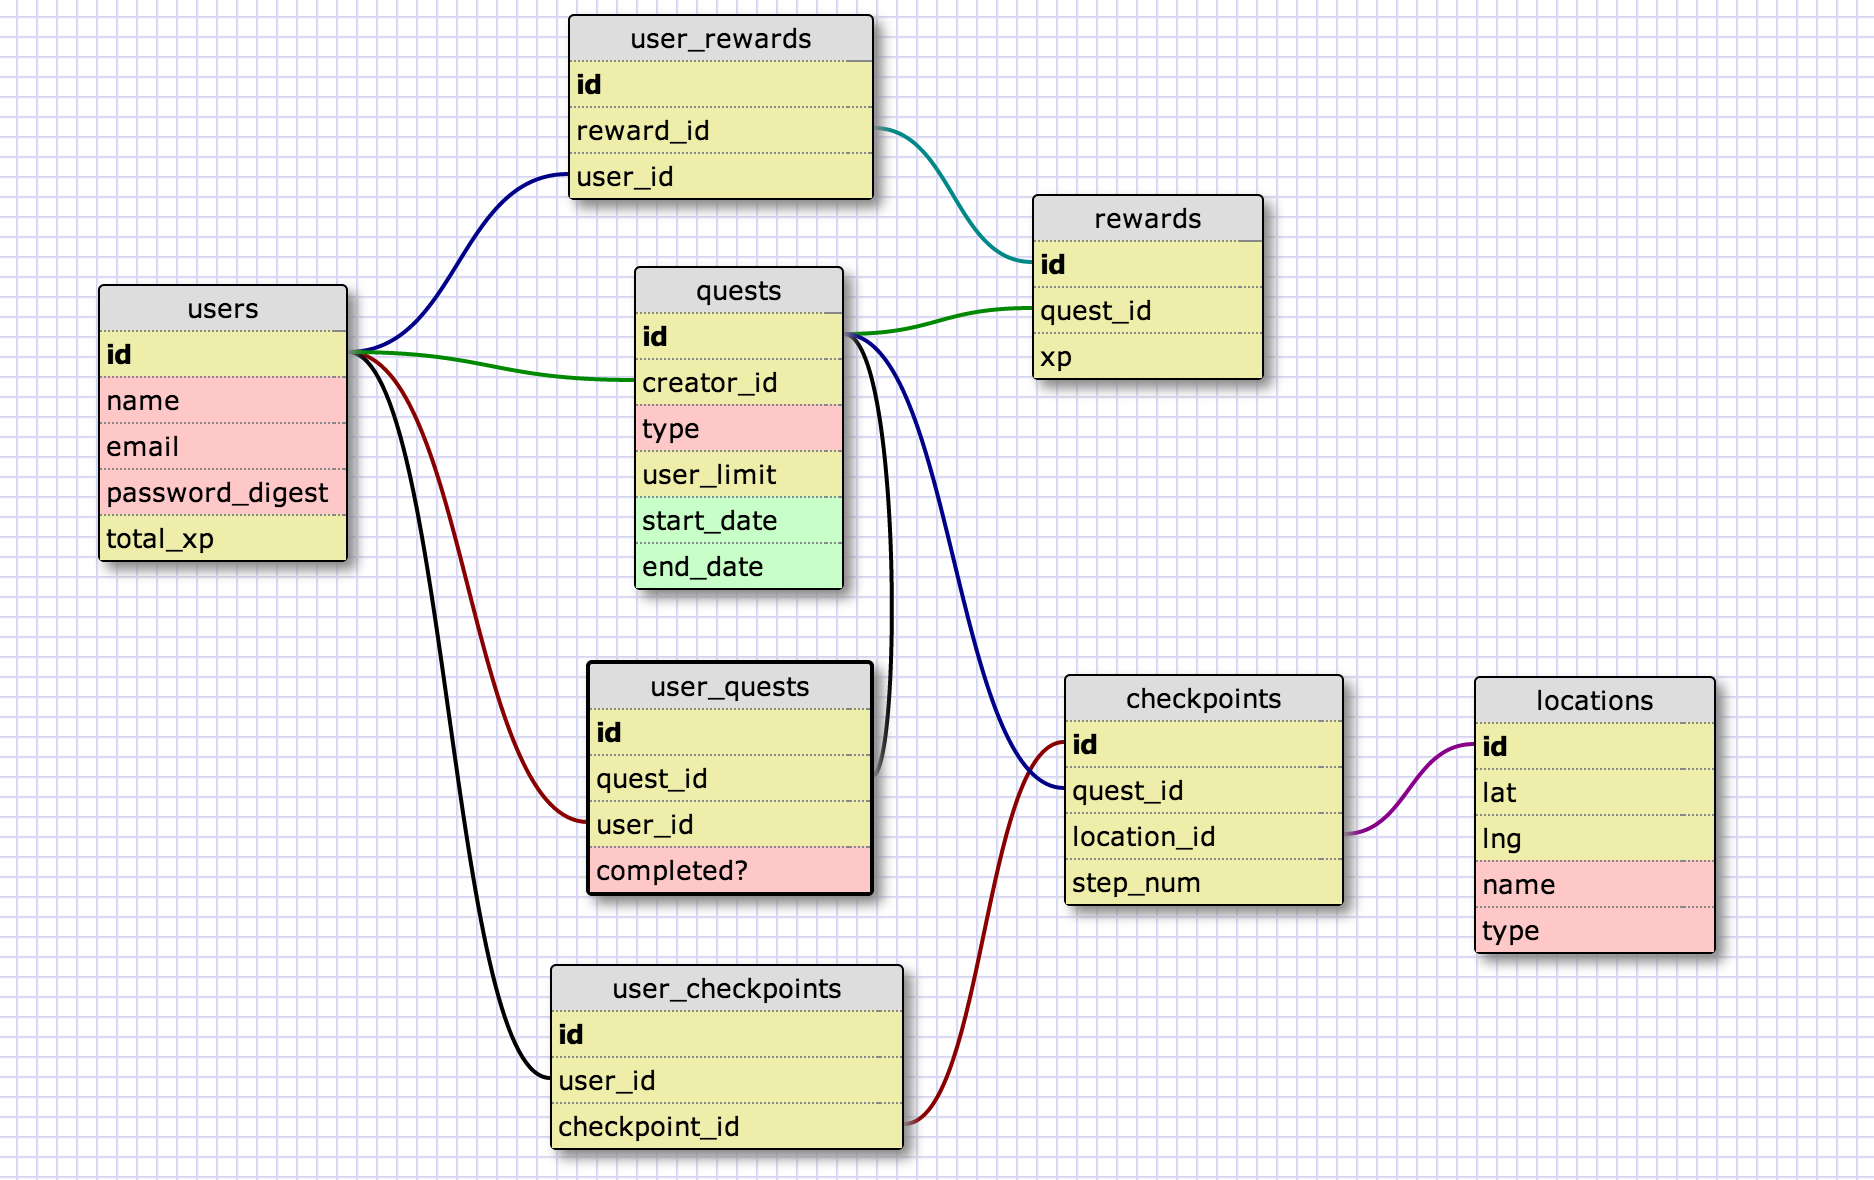 user_rewards
id
reward_id
user_id
rewards
id
quest_id
xp
users
id
name
email
password_digest
total_xp
quests
id
creator_id
type
user_limit
start_date
end_date
user_quests
id
quest_id
user_id
completed?
checkpoints
id
quest_id
location_id
step_num
locations
id
lat
lng
name
type
user_checkpoints
id
user_id
checkpoint_id